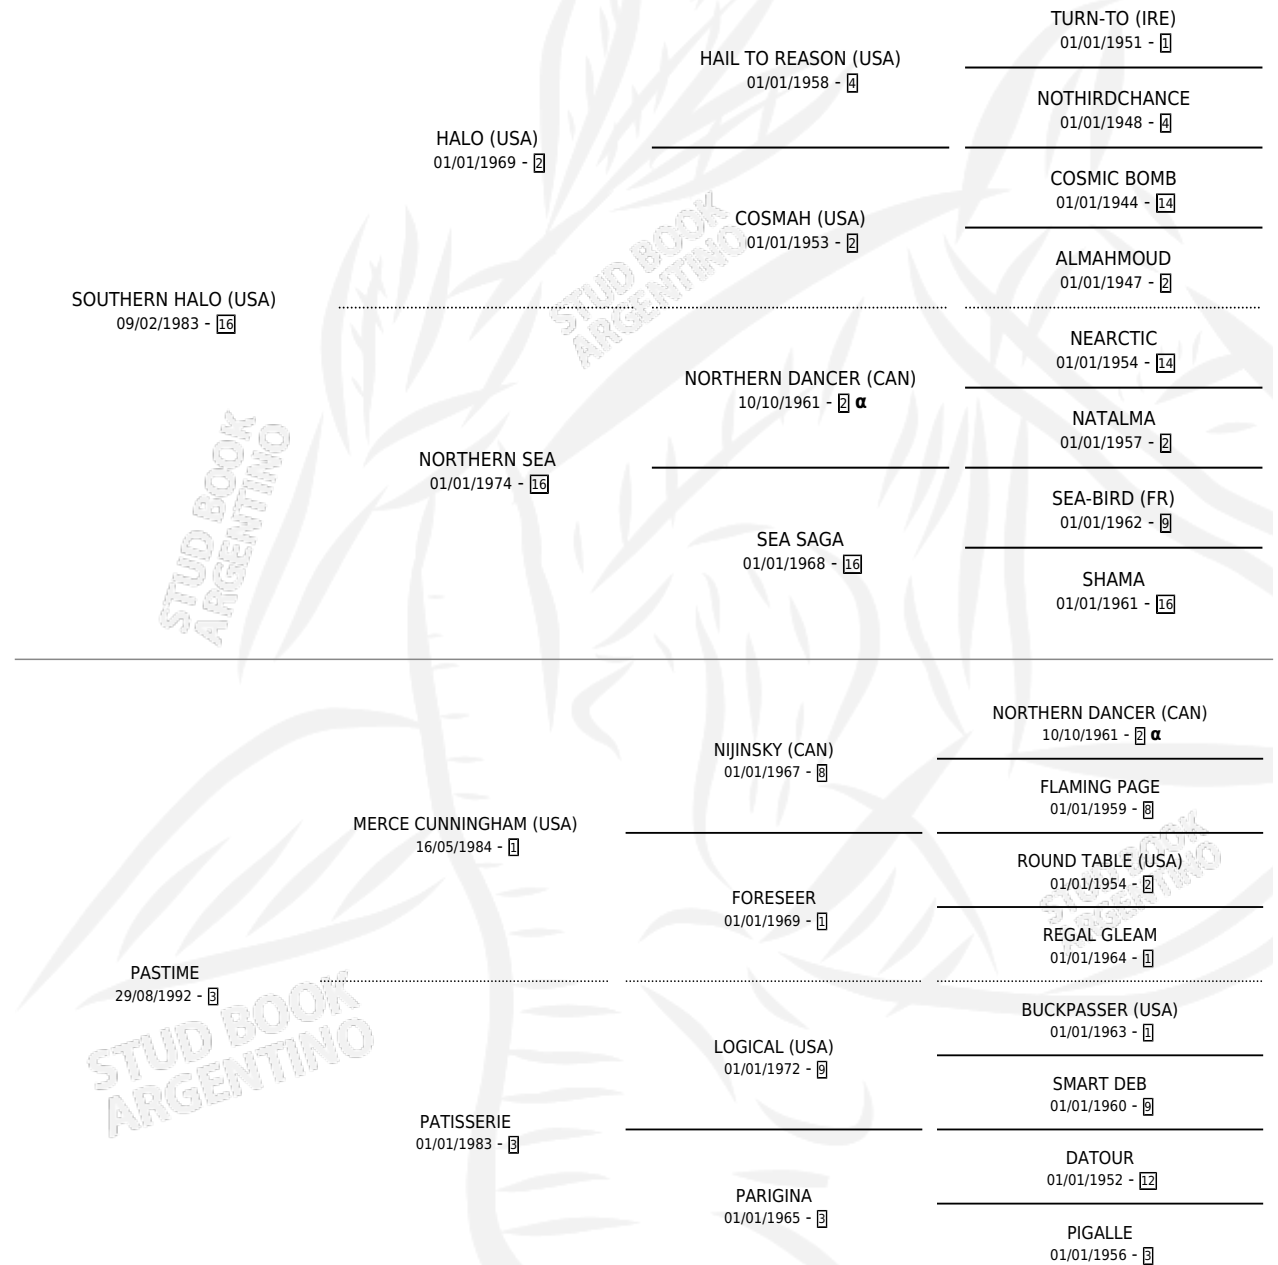 TURN-TO (IRE)
01/01/1951 - 1
HAIL TO REASON (USA)
01/01/1958 - 4
NOTHIRDCHANCE
01/01/1948 - 4
HALO (USA)
01/01/1969 - 2
COSMIC BOMB
01/01/1944 - 14
COSMAH (USA)
01/01/1953 - 2
ALMAHMOUD
01/01/1947 - 2
SOUTHERN HALO (USA)
09/02/1983 - 16
STUD BOOK
ARGENTINO
NEARCTIC
01/01/1954 - 14
NORTHERN DANCER (CAN)
10/10/1961 - 2 α
NATALMA
01/01/1957 - 2
NORTHERN SEA
01/01/1974 - 16
SEA-BIRD (FR)
01/01/1962 - 9
SEA SAGA
01/01/1968 - 16
SHAMA
01/01/1961 - 16
STUD BOOK
ARGENTINO
NORTHERN DANCER (CAN)
10/10/1961 - 2 α
NIJINSKY (CAN)
01/01/1967 - 8
FLAMING PAGE
01/01/1959 - 8
MERCE CUNNINGHAM (USA)
16/05/1984 - 1
ROUND TABLE (USA)
01/01/1954 - 2
STUD BOOK
ARGENTINO
FORESEER
01/01/1969 - 1
REGAL GLEAM
01/01/1964 - 1
PASTIME
29/08/1992 - 3
STUD BOOK
ARGENTINO
BUCKPASSER (USA)
01/01/1963 - 1
LOGICAL (USA)
01/01/1972 - 9
SMART DEB
01/01/1960 - 9
PATISSERIE
01/01/1983 - 3
DATOUR
01/01/1952 - 12
PARIGINA
01/01/1965 - 3
PIGALLE
01/01/1956 - 3